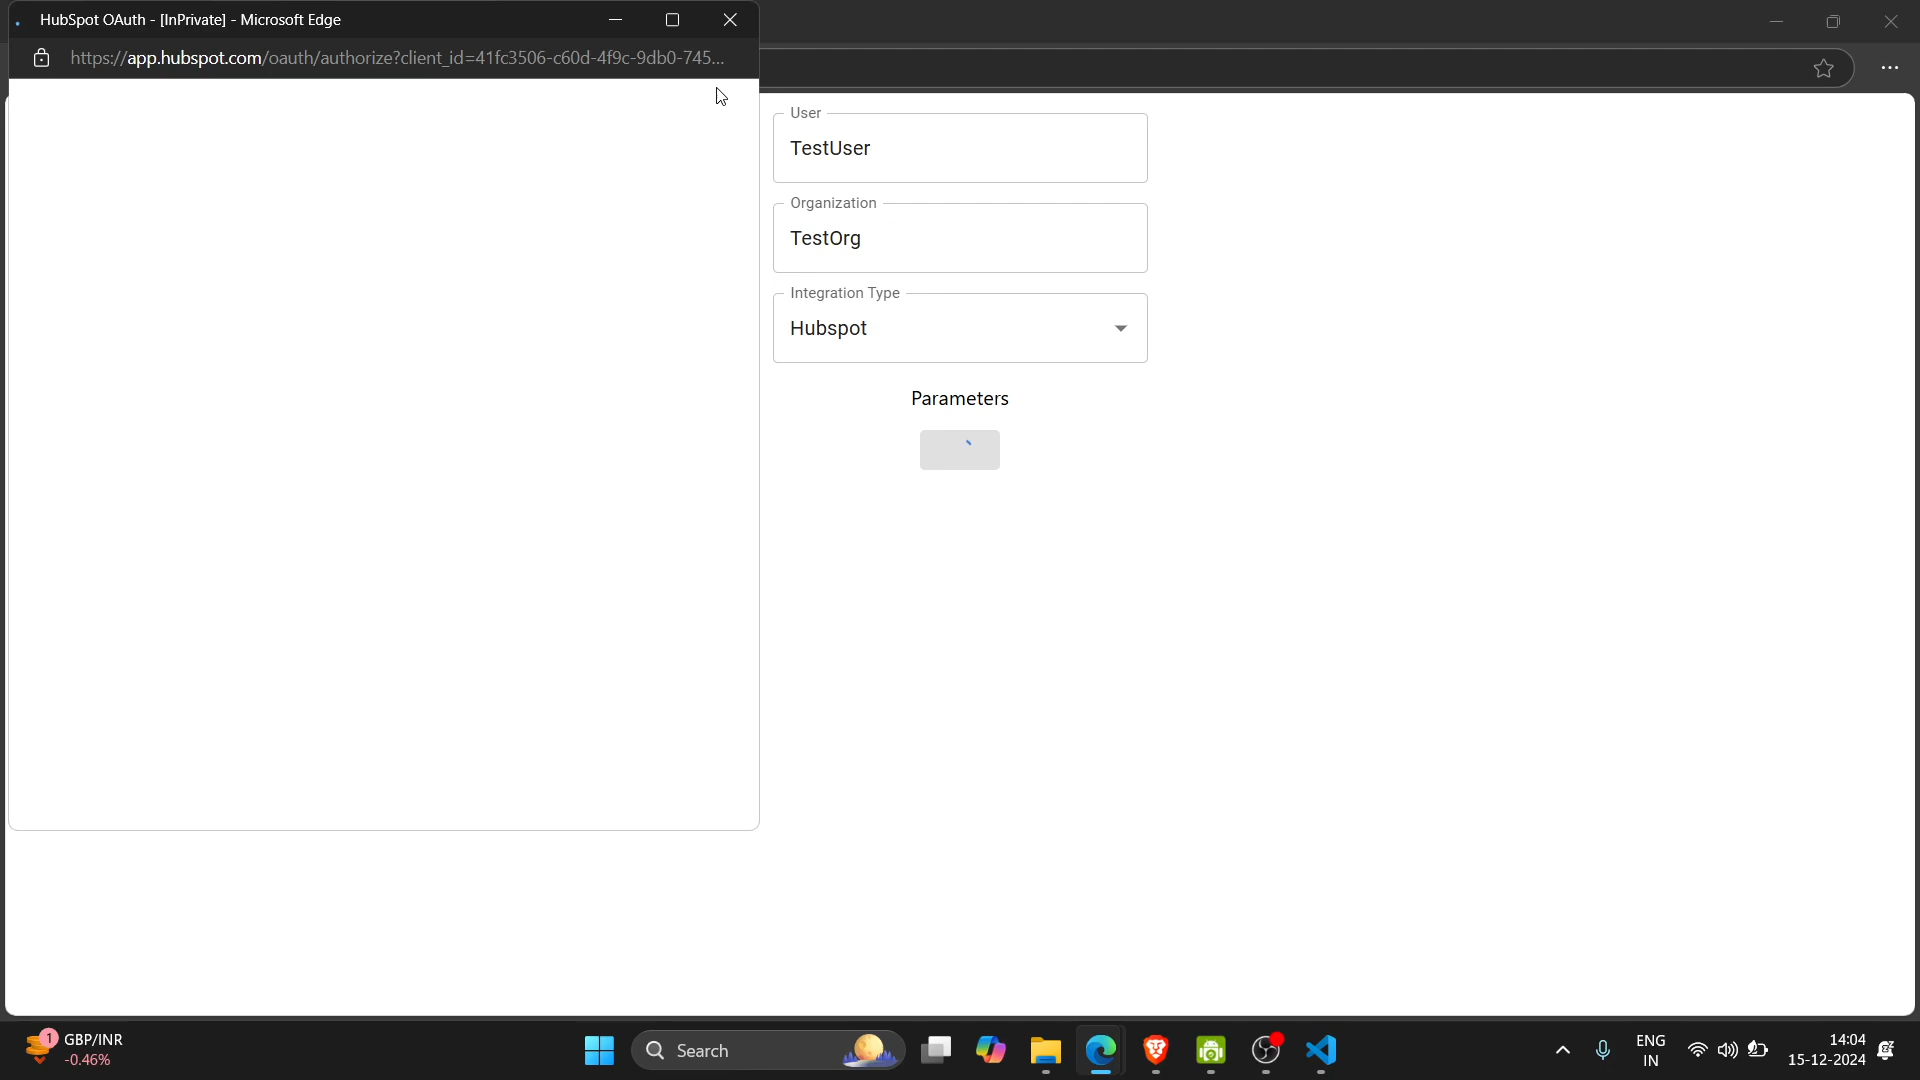 HubSpot OAuth - [InPrivate] - Microsoft Edge
https://app.hubspot.com/oauth/authorize?client_id=41fc3506-c60d-4f9c-9db0-745...
User
TestUser
Organization
TestOrg
Integration Type
Hubspot
Parameters
1
GBP/INR
-0.46%
Search
ENG
IN
14:04
15-12-2024